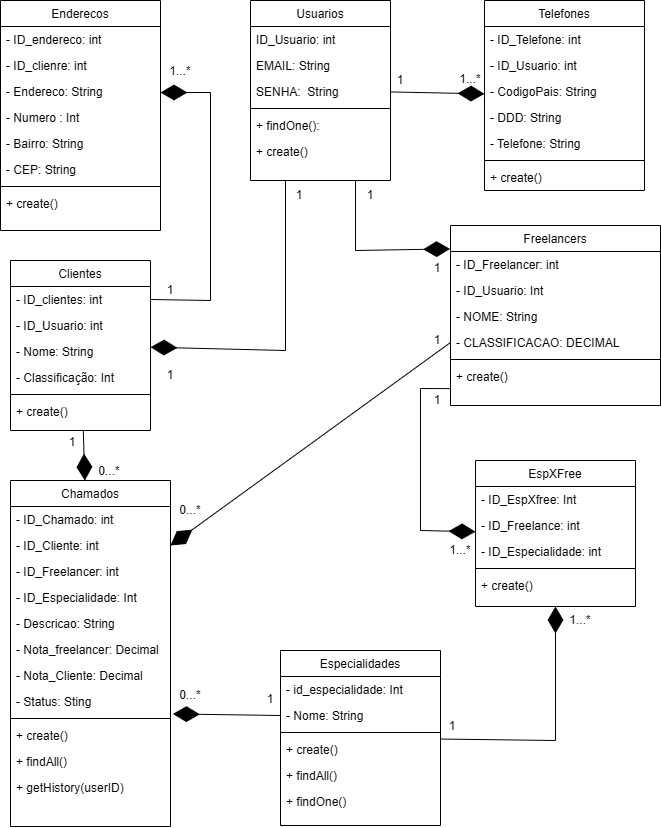 Enderecos
- ID_endereco: int
- ID_clienre: int
- Endereco: String
- Numero : Int
- Bairro: String
- CEP: String
+ create()
1...*
1
Usuarios
ID_Usuario: int
EMAIL: String
SENHA:  String
+ findOne():
+ create()
1
1...*
1
1
Telefones
- ID_Telefone: int
- ID_Usuario: int
- CodigoPais: String
- DDD: String
- Telefone: String
+ create()
Clientes
- ID_clientes: int
- ID_Usuario: int
- Nome: String
- Classificação: Int
+ create()
1
1
0...*
Freelancers
- ID_Freelancer: int
- ID_Usuario: Int
- NOME: String
- CLASSIFICACAO: DECIMAL
+ create()
1
1
1
0...*
1...*
Chamados
- ID_Chamado: int
- ID_Cliente: int
- ID_Freelancer: int
- ID_Especialidade: Int
- Descricao: String
- Nota_freelancer: Decimal
- Nota_Cliente: Decimal
- Status: Sting
+ create()
+ findAll()
+ getHistory(userID)
0...*
1
EspXFree
- ID_EspXfree: Int
- ID_Freelance: int
- ID_Especialidade: int
+ create()
1...*
1
Especialidades
- id_especialidade: Int
- Nome: String
+ create()
+ findAll()
+ findOne()